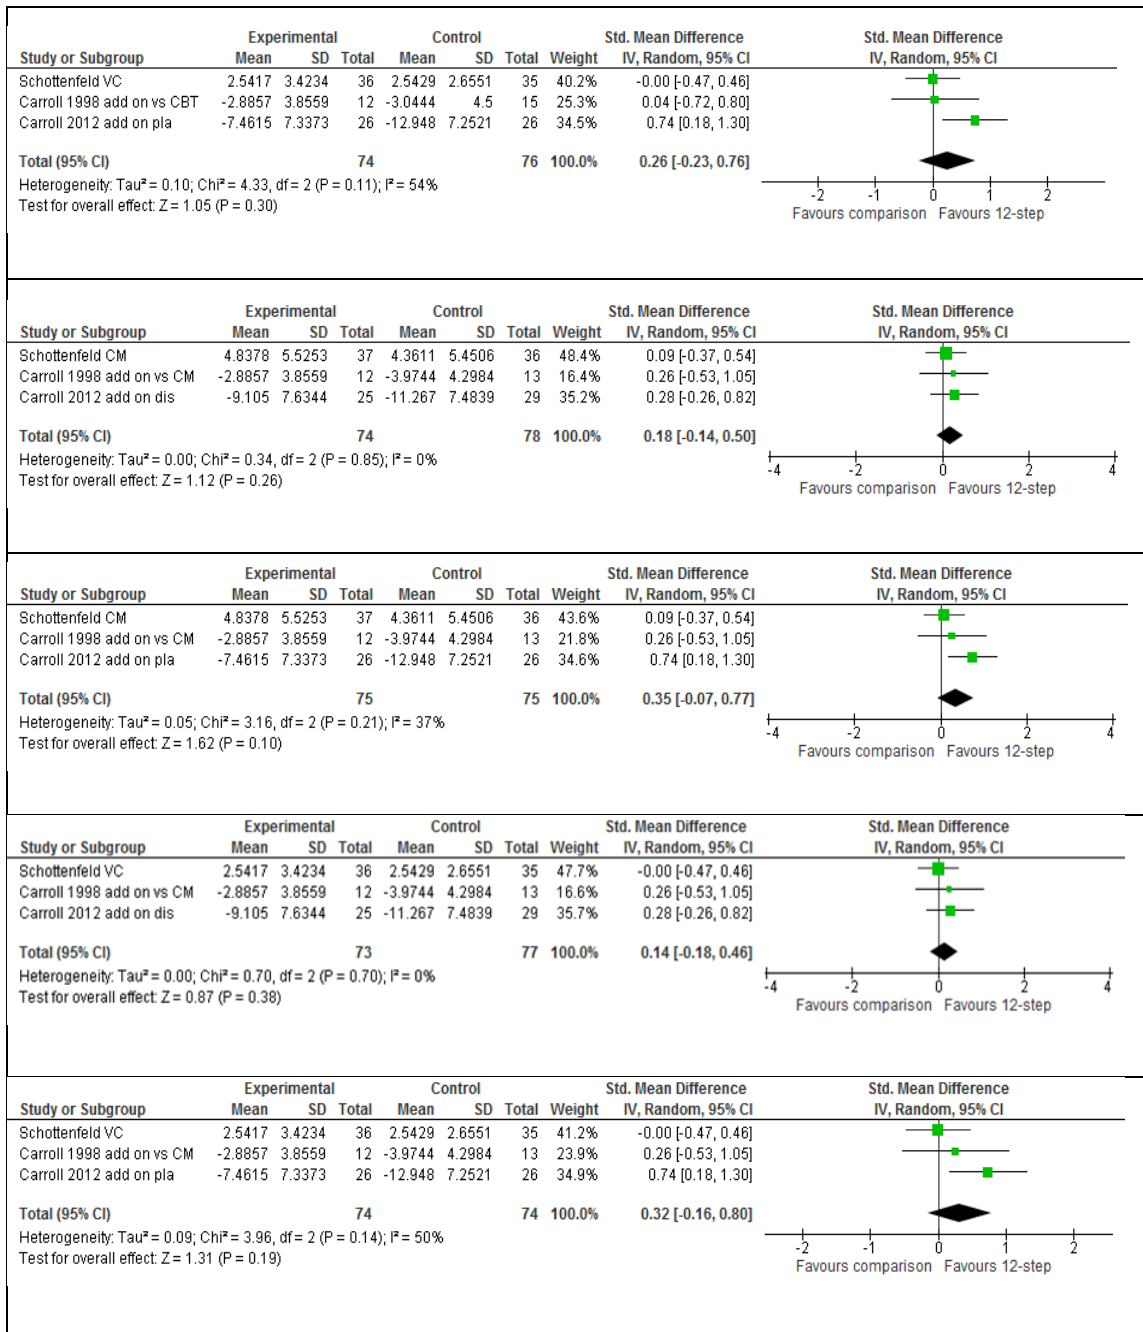 Experimental Control Std. Mean Difference Std. Mean Difference
Study or Subgroup Mean SD Total Mean SD Total Weight IV, Random, 95% CI IV, Random, 95% CI
Schottenfeld VC 2.5417 3.4234 36 2.5429 2.6551 35 40.2% -0.00 [-0.47, 0.46]
Carroll 1998 add on vs CBT -2.8857 3.8559 12 -3.0444 4.5 15 25.3% 0.04 [-0.72, 0.80]
Carroll 2012 add on pla -7.4615 7.3373 26 -12.948 7.2521 26 34.5% 0.74 [0.18, 1.30]
Total (95% CI) 74 76 100.0% 0.26 [-0.23, 0.76]
Heterogeneity: Tau² = 0.10; Chi² = 4.33, df = 2 (P = 0.11); I² = 54%
Test for overall effect: Z = 1.05 (P = 0.30)
-2 -1 0 1 2
Favours comparison Favours 12-step
Experimental Control Std. Mean Difference Std. Mean Difference
Study or Subgroup Mean SD Total Mean SD Total Weight IV, Random, 95% CI IV, Random, 95% CI
Schottenfeld CM 4.8378 5.5253 37 4.3611 5.4506 36 48.4% 0.09 [-0.37, 0.54]
Carroll 1998 add on vs CM -2.8857 3.8559 12 -3.9744 4.2984 13 16.4% 0.26 [-0.53, 1.05]
Carroll 2012 add on dis -9.105 7.6344 25 -11.267 7.4839 29 35.2% 0.28 [-0.26, 0.82]
Total (95% CI) 74 78 100.0% 0.18 [-0.14, 0.50]
Heterogeneity: Tau² = 0.00; Chi² = 0.34, df = 2 (P = 0.85); I² = 0%
Test for overall effect: Z = 1.12 (P = 0.26)
-4 -2 0 2 4
Favours comparison Favours 12-step
Experimental Control Std. Mean Difference Std. Mean Difference
Study or Subgroup Mean SD Total Mean SD Total Weight IV, Random, 95% CI IV, Random, 95% CI
Schottenfeld CM 4.8378 5.5253 37 4.3611 5.4506 36 43.6% 0.09 [-0.37, 0.54]
Carroll 1998 add on vs CM -2.8857 3.8559 12 -3.9744 4.2984 13 21.8% 0.26 [-0.53, 1.05]
Carroll 2012 add on pla -7.4615 7.3373 26 -12.948 7.2521 26 34.6% 0.74 [0.18, 1.30]
Total (95% CI) 75 75 100.0% 0.35 [-0.07, 0.77]
Heterogeneity: Tau² = 0.05; Chi² = 3.16, df = 2 (P = 0.21); I² = 37%
Test for overall effect: Z = 1.62 (P = 0.10)
-4 -2 0 2 4
Favours comparison Favours 12-step
Experimental Control Std. Mean Difference Std. Mean Difference
Study or Subgroup Mean SD Total Mean SD Total Weight IV, Random, 95% CI IV, Random, 95% CI
Schottenfeld VC 2.5417 3.4234 36 2.5429 2.6551 35 47.7% -0.00 [-0.47, 0.46]
Carroll 1998 add on vs CM -2.8857 3.8559 12 -3.9744 4.2984 13 16.6% 0.26 [-0.53, 1.05]
Carroll 2012 add on dis -9.105 7.6344 25 -11.267 7.4839 29 35.7% 0.28 [-0.26, 0.82]
Total (95% CI) 73 77 100.0% 0.14 [-0.18, 0.46]
Heterogeneity: Tau² = 0.00; Chi² = 0.70, df = 2 (P = 0.70); I² = 0%
Test for overall effect: Z = 0.87 (P = 0.38)
-4 -2 0 2 4
Favours comparison Favours 12-step
Experimental Control Std. Mean Difference Std. Mean Difference
Study or Subgroup Mean SD Total Mean SD Total Weight IV, Random, 95% CI IV, Random, 95% CI
Schottenfeld VC 2.5417 3.4234 36 2.5429 2.6551 35 41.2% -0.00 [-0.47, 0.46]
Carroll 1998 add on vs CM -2.8857 3.8559 12 -3.9744 4.2984 13 23.9% 0.26 [-0.53, 1.05]
Carroll 2012 add on pla -7.4615 7.3373 26 -12.948 7.2521 26 34.9% 0.74 [0.18, 1.30]
Total (95% CI) 74 74 100.0% 0.32 [-0.16, 0.80]
Heterogeneity: Tau² = 0.09; Chi² = 3.96, df = 2 (P = 0.14); I² = 50%
Test for overall effect: Z = 1.31 (P = 0.19)
-2 -1 0 1 2
Favours comparison Favours 12-step